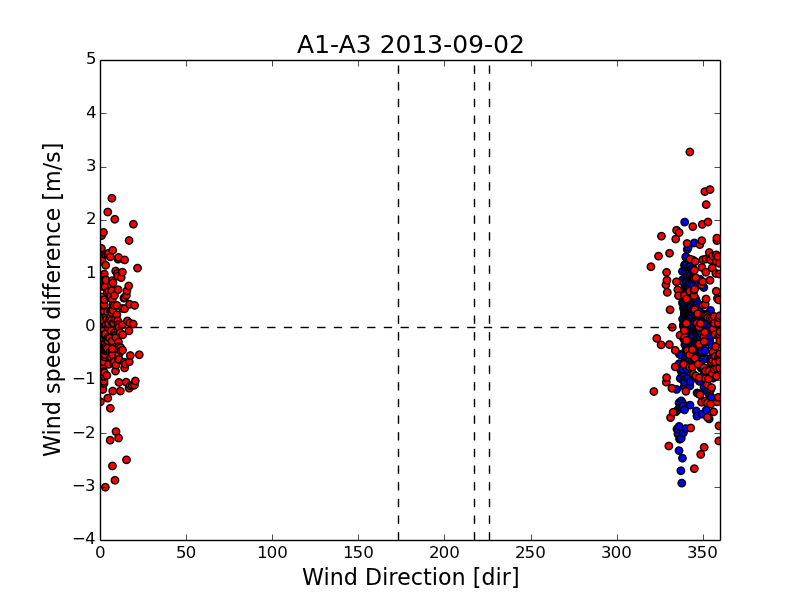 A1-A3 2013-09-02
5
4
3
2
1
0
−1
−2
−3
−4
Wind speed difference [m/s]
0 50 100 150 200 250 300 350
Wind Direction [dir]